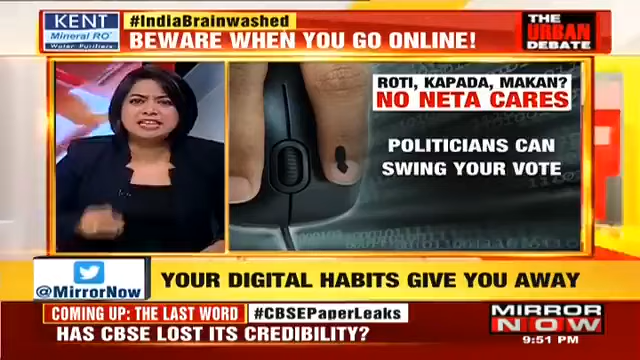 KENT
Mineral RO™
Water Purifiers
#IndiaBrainwashed
BEWARE WHEN YOU GO ONLINE!
THE
URBAN
DEBATE
ROTI, KAPADA, MAKAN?
NO NETA CARES
POLITICIANS CAN
SWING YOUR VOTE
@MirrorNow
YOUR DIGITAL HABITS GIVE YOU AWAY
COMING UP: THE LAST WORD
#CBSEPaperLeaks
HAS CBSE LOST ITS CREDIBILITY?
MIRROR
NOW
9:51 PM